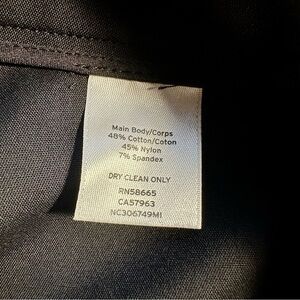 Main Body/Corps
48% Cotton/Coton
45% Nylon
7% Spandex
DRY CLEAN ONLY
RN58665
CA57963
NC306749MI